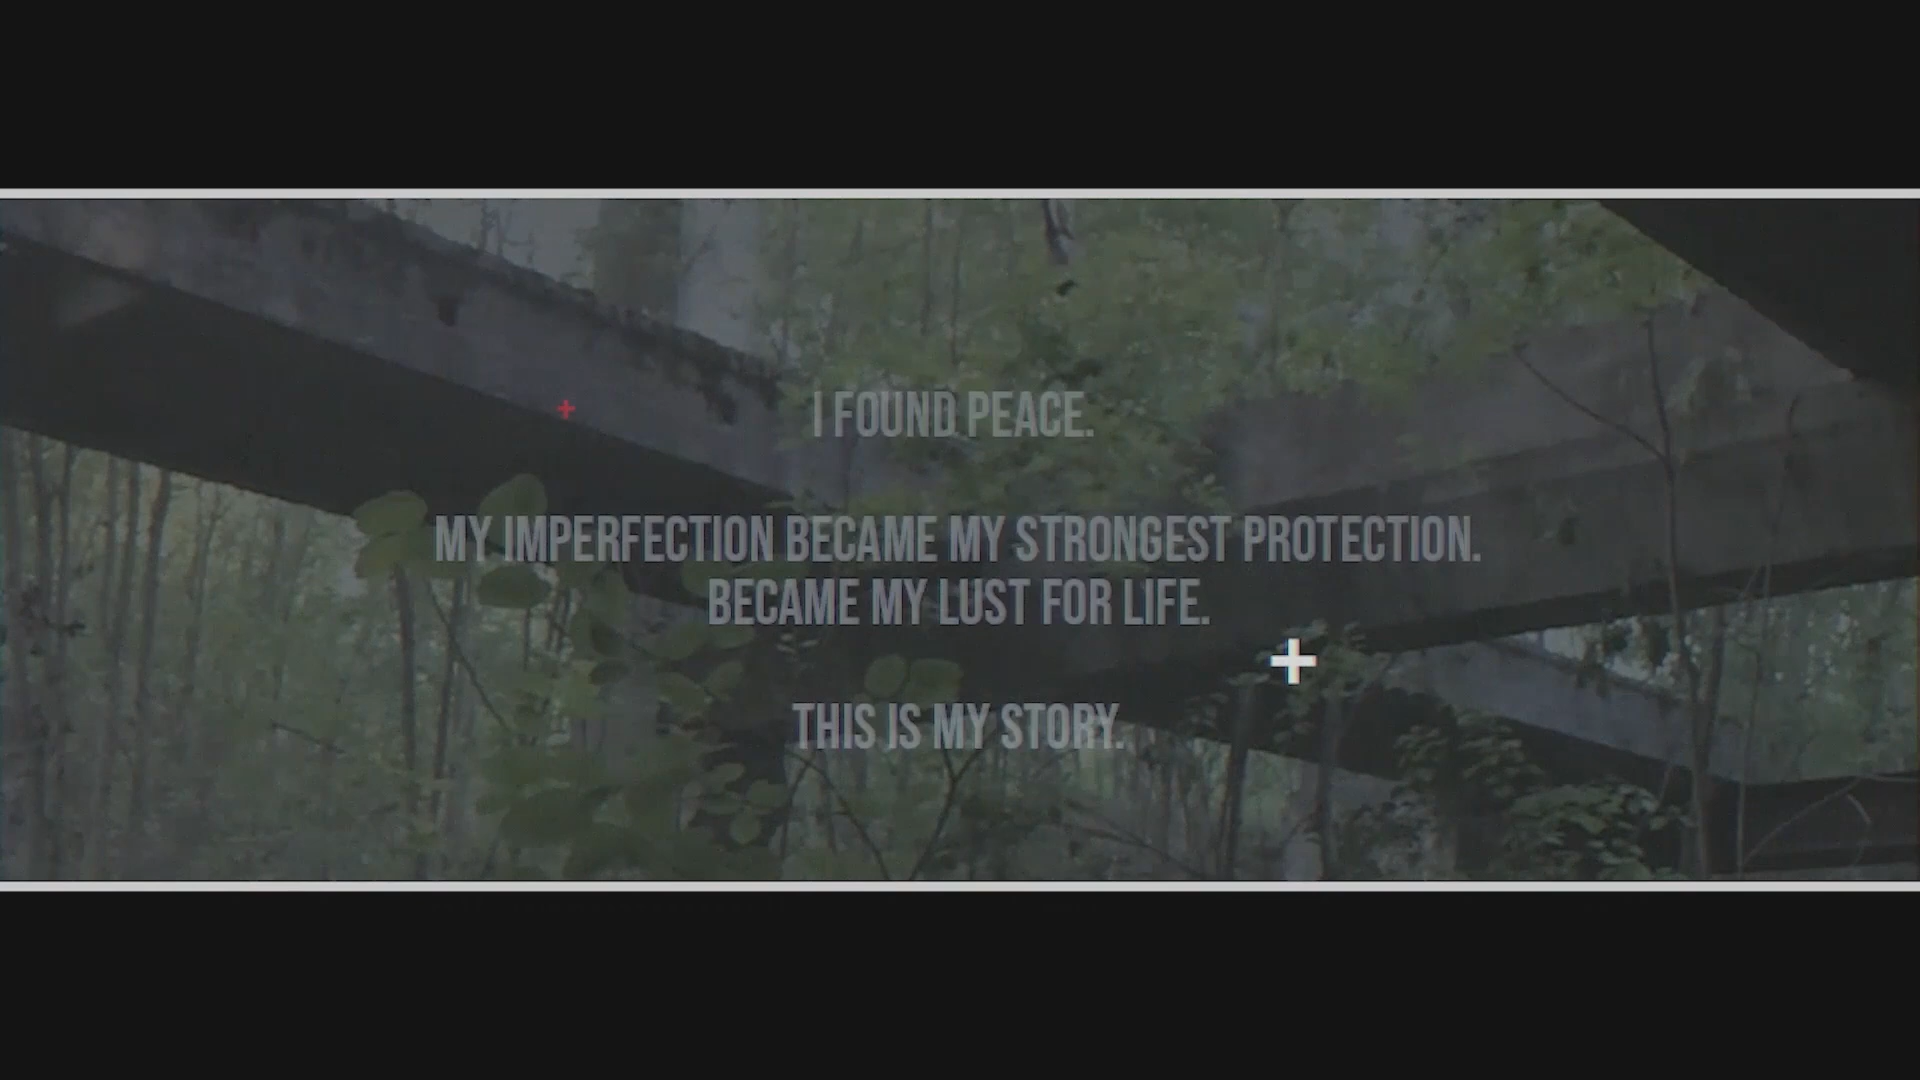 I FOUND PEACE.
MY IMPERFECTION BECAME MY STRONGEST PROTECTION.
BECAME MY LUST FOR LIFE.
THIS IS MY STORY.